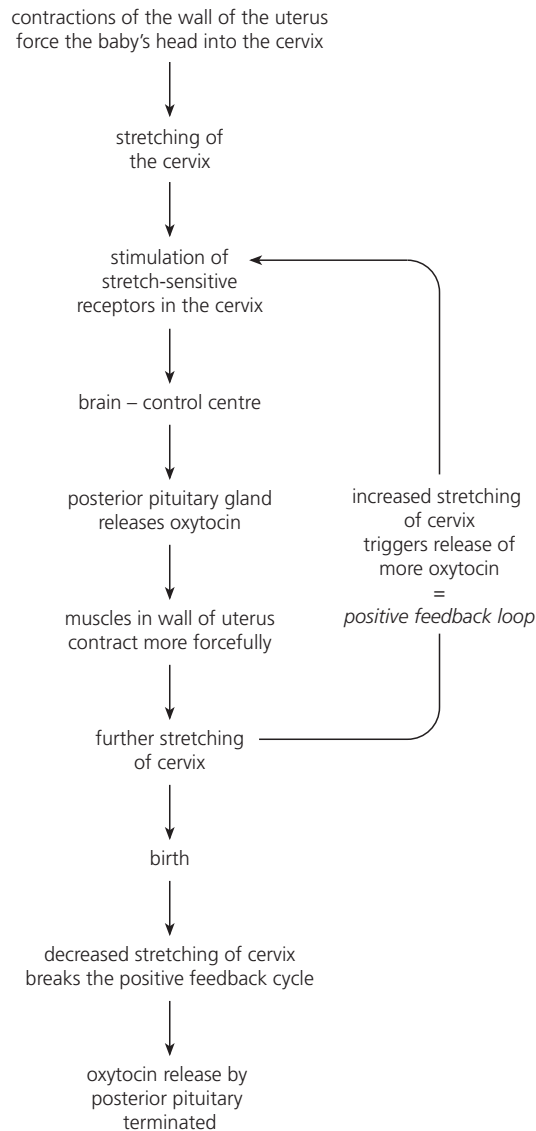 contractions of the wall of the uterus
force the baby’s head into the cervix
stretching of
the cervix
stimulation of
stretch-sensitive
receptors in the cervix
brain – control centre
posterior pituitary gland
releases oxytocin
increased stretching
of cervix
triggers release of
more oxytocin
=
positive feedback loop
muscles in wall of uterus
contract more forcefully
further stretching
of cervix
birth
decreased stretching of cervix
breaks the positive feedback cycle
oxytocin release by
posterior pituitary
terminated